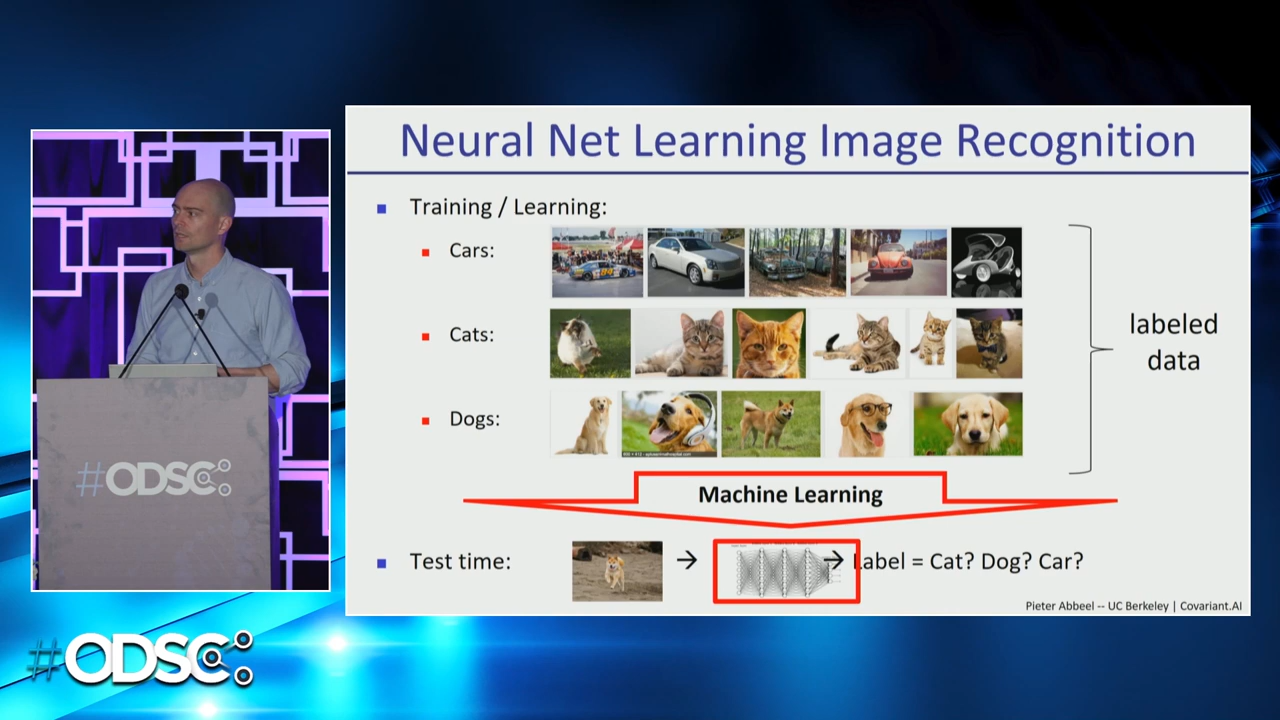 Neural Net Learning Image Recognition
Training / Learning:
Cars:
Cats:
Dogs:
labeled
data
Machine Learning
Test time:
→
→
Label = Cat? Dog? Car?
Pieter Abbeel -- UC Berkeley | Covariant.AI
#ODSC
#ODSC